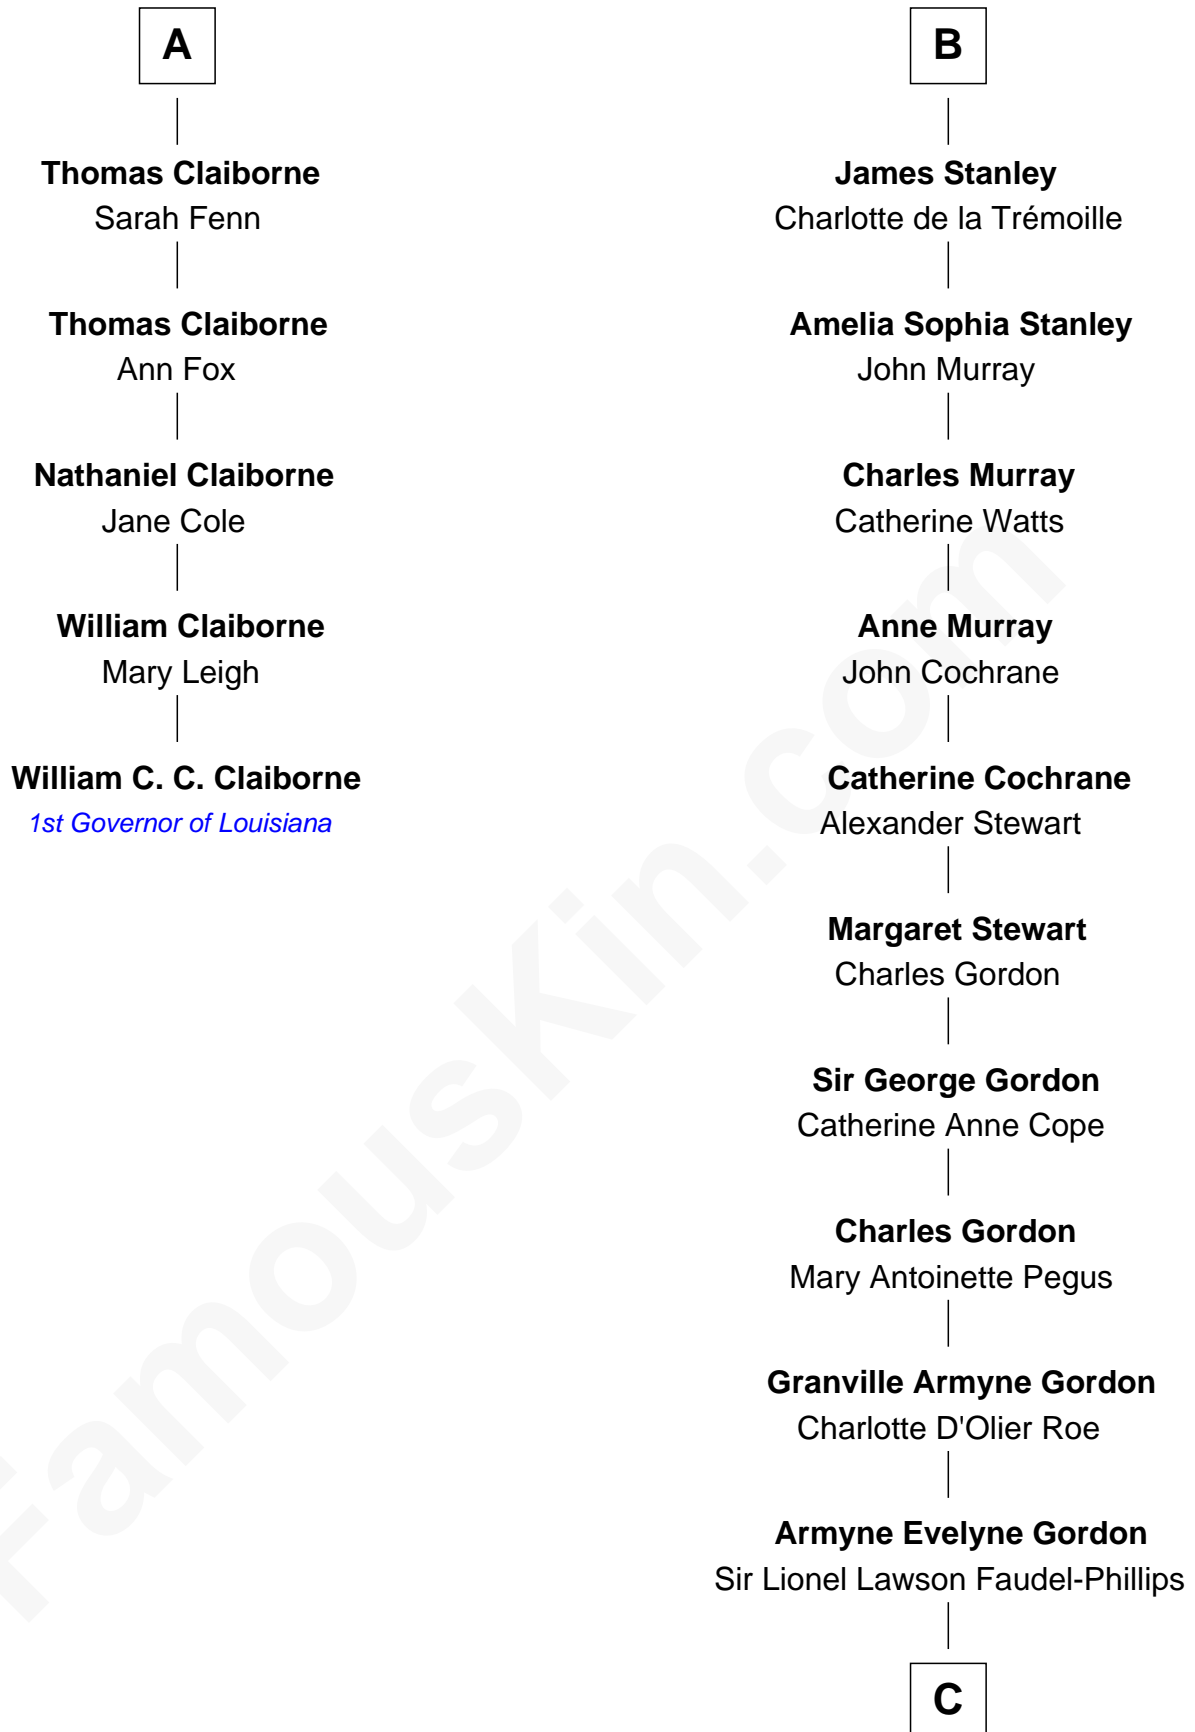 A
Thomas Claiborne
Sarah Fenn
Thomas Claiborne
Ann Fox
Nathaniel Claiborne
Jane Cole
William Claiborne
Mary Leigh
William C. C. Claiborne
1st Governor of Louisiana
B
James Stanley
Charlotte de la Trémoille
Amelia Sophia Stanley
John Murray
Charles Murray
Catherine Watts
Anne Murray
John Cochrane
Catherine Cochrane
Alexander Stewart
Margaret Stewart
Charles Gordon
Sir George Gordon
Catherine Anne Cope
Charles Gordon
Mary Antoinette Pegus
Granville Armyne Gordon
Charlotte D'Olier Roe
Armyne Evelyne Gordon
Sir Lionel Lawson Faudel-Phillips
C
FamousKin.com